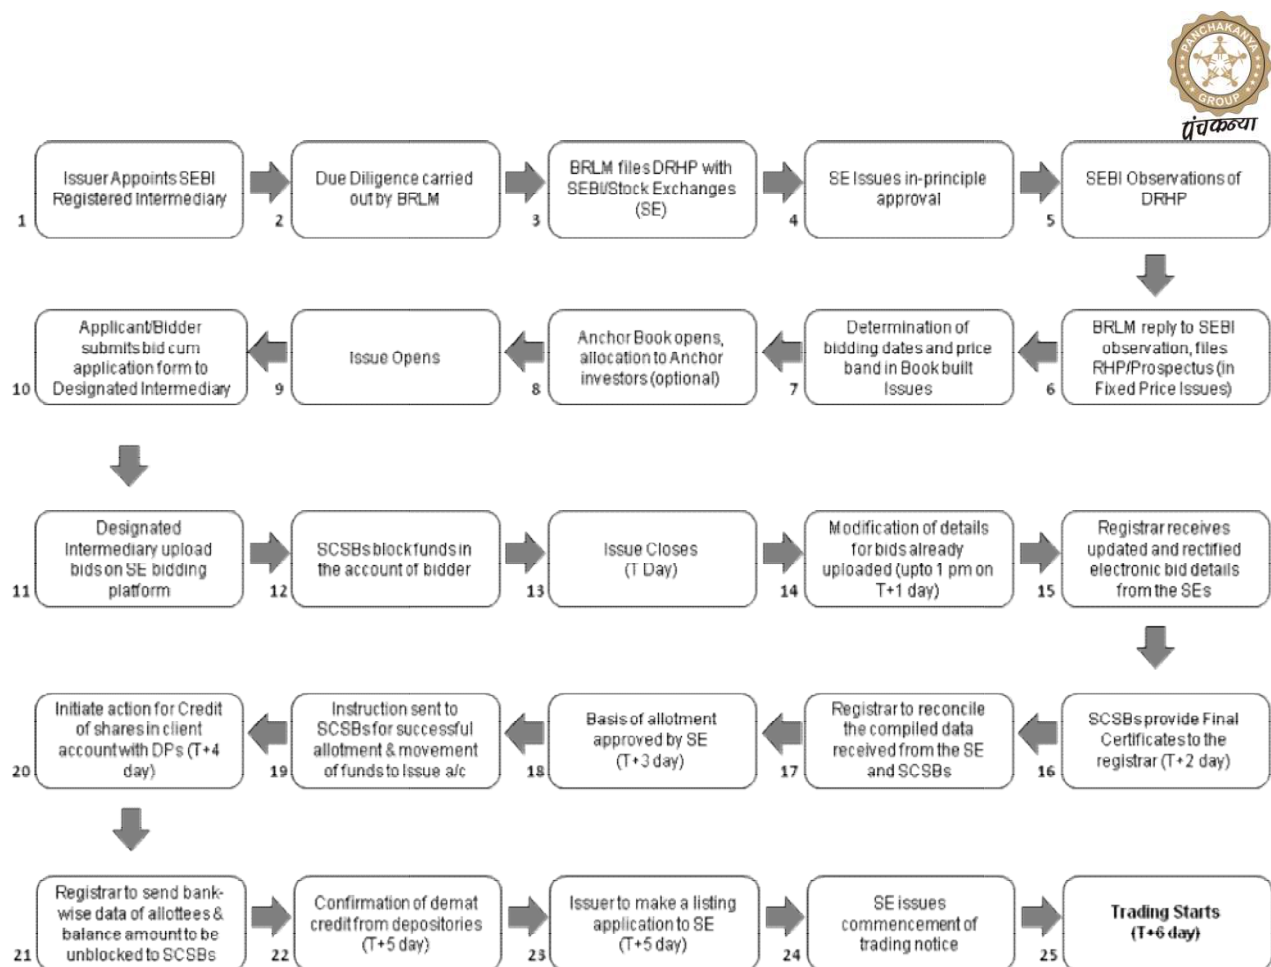 PANCHAKANYA
GROUP
पंचकन्या
Issuer Appoints SEBI
Registered Intermediary
1
Due Diligence carried
out by BRLM
2
BRLM files DRHP with
SEBI/Stock Exchanges
(SE)
3
SE Issues in-principle
approval
4
SEBI Observations of
DRHP
5
BRLM reply to SEBI
observation, files
RHP/Prospectus (In
Fixed Price Issues)
6
Determination of
bidding dates and price
band in Book built
Issues
7
Anchor Book opens,
allocation to Anchor
investors (optional)
8
Issue Opens
9
Applicant/Bidder
submits bid cum
application form to
Designated Intermediary
10
Designated
Intermediary upload
bids on SE bidding
platform
11
SCSBs block funds in
the account of bidder
12
Issue Closes
(T Day)
13
Modification of details
for bids already
uploaded (upto 1 pm on
T+1 day)
14
Registrar receives
updated and rectified
electronic bid details
from the SEs
15
SCSBs provide Final
Certificates to the
registrar (T+2 day)
16
Registrar to reconcile
the compiled data
received from the SE
and SCSBs
17
Basis of allotment
approved by SE
(T+3 day)
18
Instruction sent to
SCSBs for successful
allotment & movement
of funds to Issue a/c
19
Initiate action for Credit
of shares in client
account with DPs (T+4
day)
20
Registrar to send bank-
wise data of allottees &
balance amount to be
unblocked to SCSBs
21
Confirmation of demat
credit from depositories
(T+5 day)
22
Issuer to make a listing
application to SE
(T+5 day)
23
SE issues
commencement of
trading notice
24
Trading Starts
(T+6 day)
25